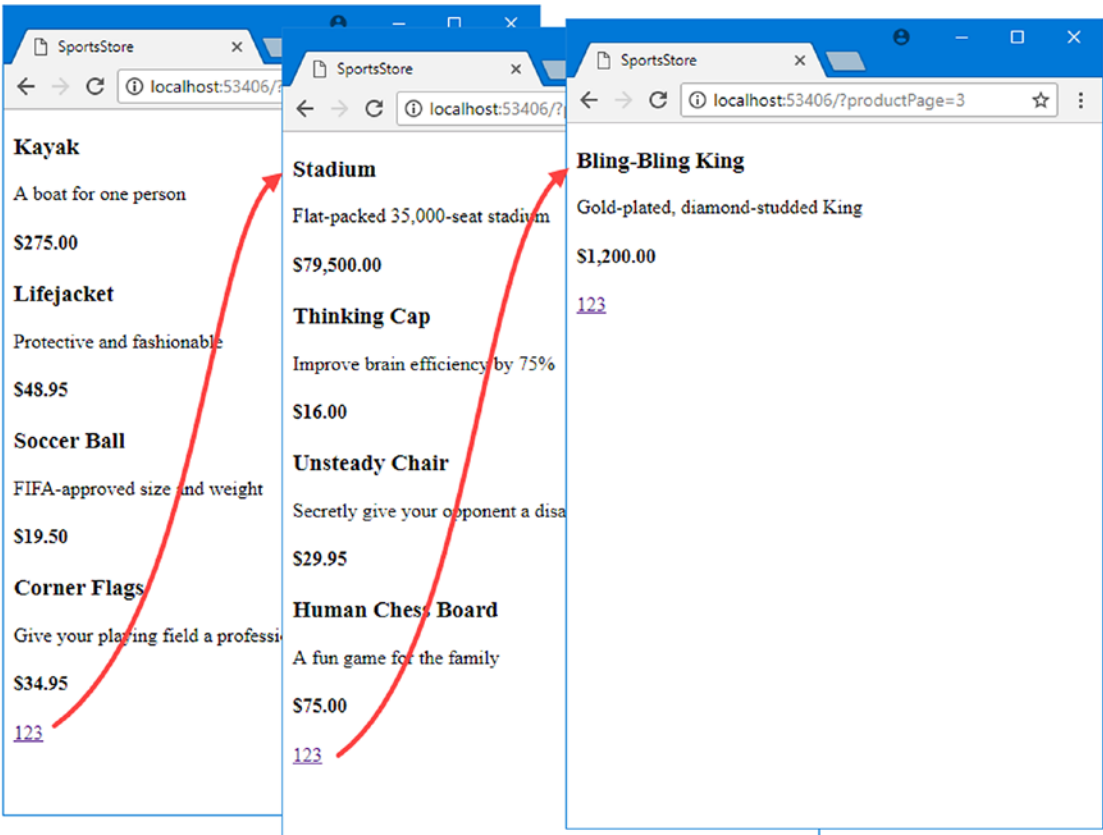 SportsStore
localhost:53406/?
Kayak
A boat for one person
$275.00
Lifejacket
Protective and fashionable
$48.95
Soccer Ball
FIFA-approved size and weight
$19.50
Corner Flags
Give your playing field a professi
$34.95
123
SportsStore
localhost:53406/?
Stadium
Flat-packed 35,000-seat stadium
$79,500.00
Thinking Cap
Improve brain efficiency by 75%
$16.00
Unsteady Chair
Secretly give your opponent a disa
$29.95
Human Chess Board
A fun game for the family
$75.00
123
SportsStore
localhost:53406/?productPage=3
Bling-Bling King
Gold-plated, diamond-studded King
$1,200.00
123